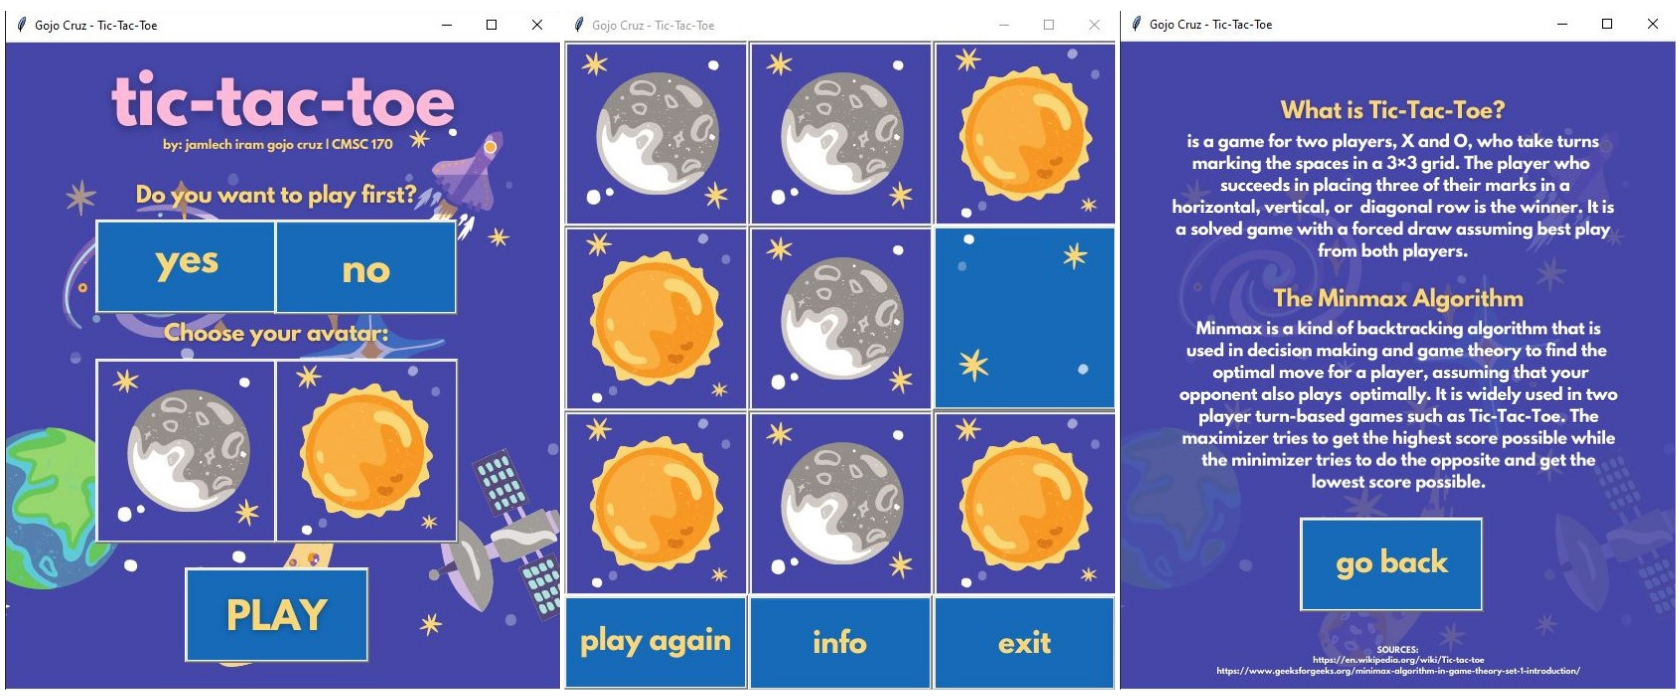 Gojo Cruz - Tic-Tac-Toe
tic-tac-toe
by: jamlech iram gojo cruz | CMSC 170
Do you want to play first?
yes
no
Choose your avatar:
PLAY
Gojo Cruz - Tic-Tac-Toe
play again
info
exit
Gojo Cruz - Tic-Tac-Toe
What is Tic-Tac-Toe?
is a game for two players, X and O, who take turns
marking the spaces in a 3×3 grid. The player who
succeeds in placing three of their marks in a
horizontal, vertical, or diagonal row is the winner. It is
a solved game with a forced draw assuming best play
from both players.
The Minmax Algorithm
Minmax is a kind of backtracking algorithm that is
used in decision making and game theory to find the
optimal move for a player, assuming that your
opponent also plays optimally. It is widely used in two
player turn-based games such as Tic-Tac-Toe. The
maximizer tries to get the highest score possible while
the minimizer tries to do the opposite and get the
lowest score possible.
go back
SOURCES:
https://en.wikipedia.org/wiki/Tic-tac-toe
https://www.geeksforgeeks.org/minimax-algorithm-in-game-theory-set-1-introduction/